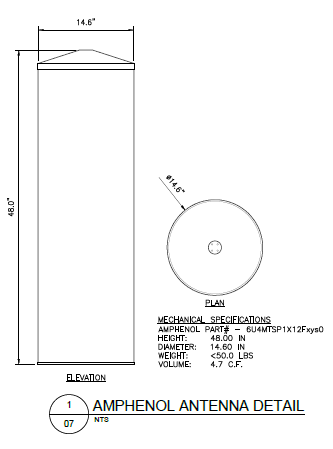 14.6"
48.0"
ø14.6"
PLAN
MECHANICAL SPECIFICATIONS
AMPHENOL PART# - 6U4MTSP1X12Fxys0
HEIGHT: 48.00 IN
DIAMETER: 14.60 IN
WEIGHT: <50.0 LBS
VOLUME: 4.7 C.F.
ELEVATION
1
07
AMPHENOL ANTENNA DETAIL
NTS